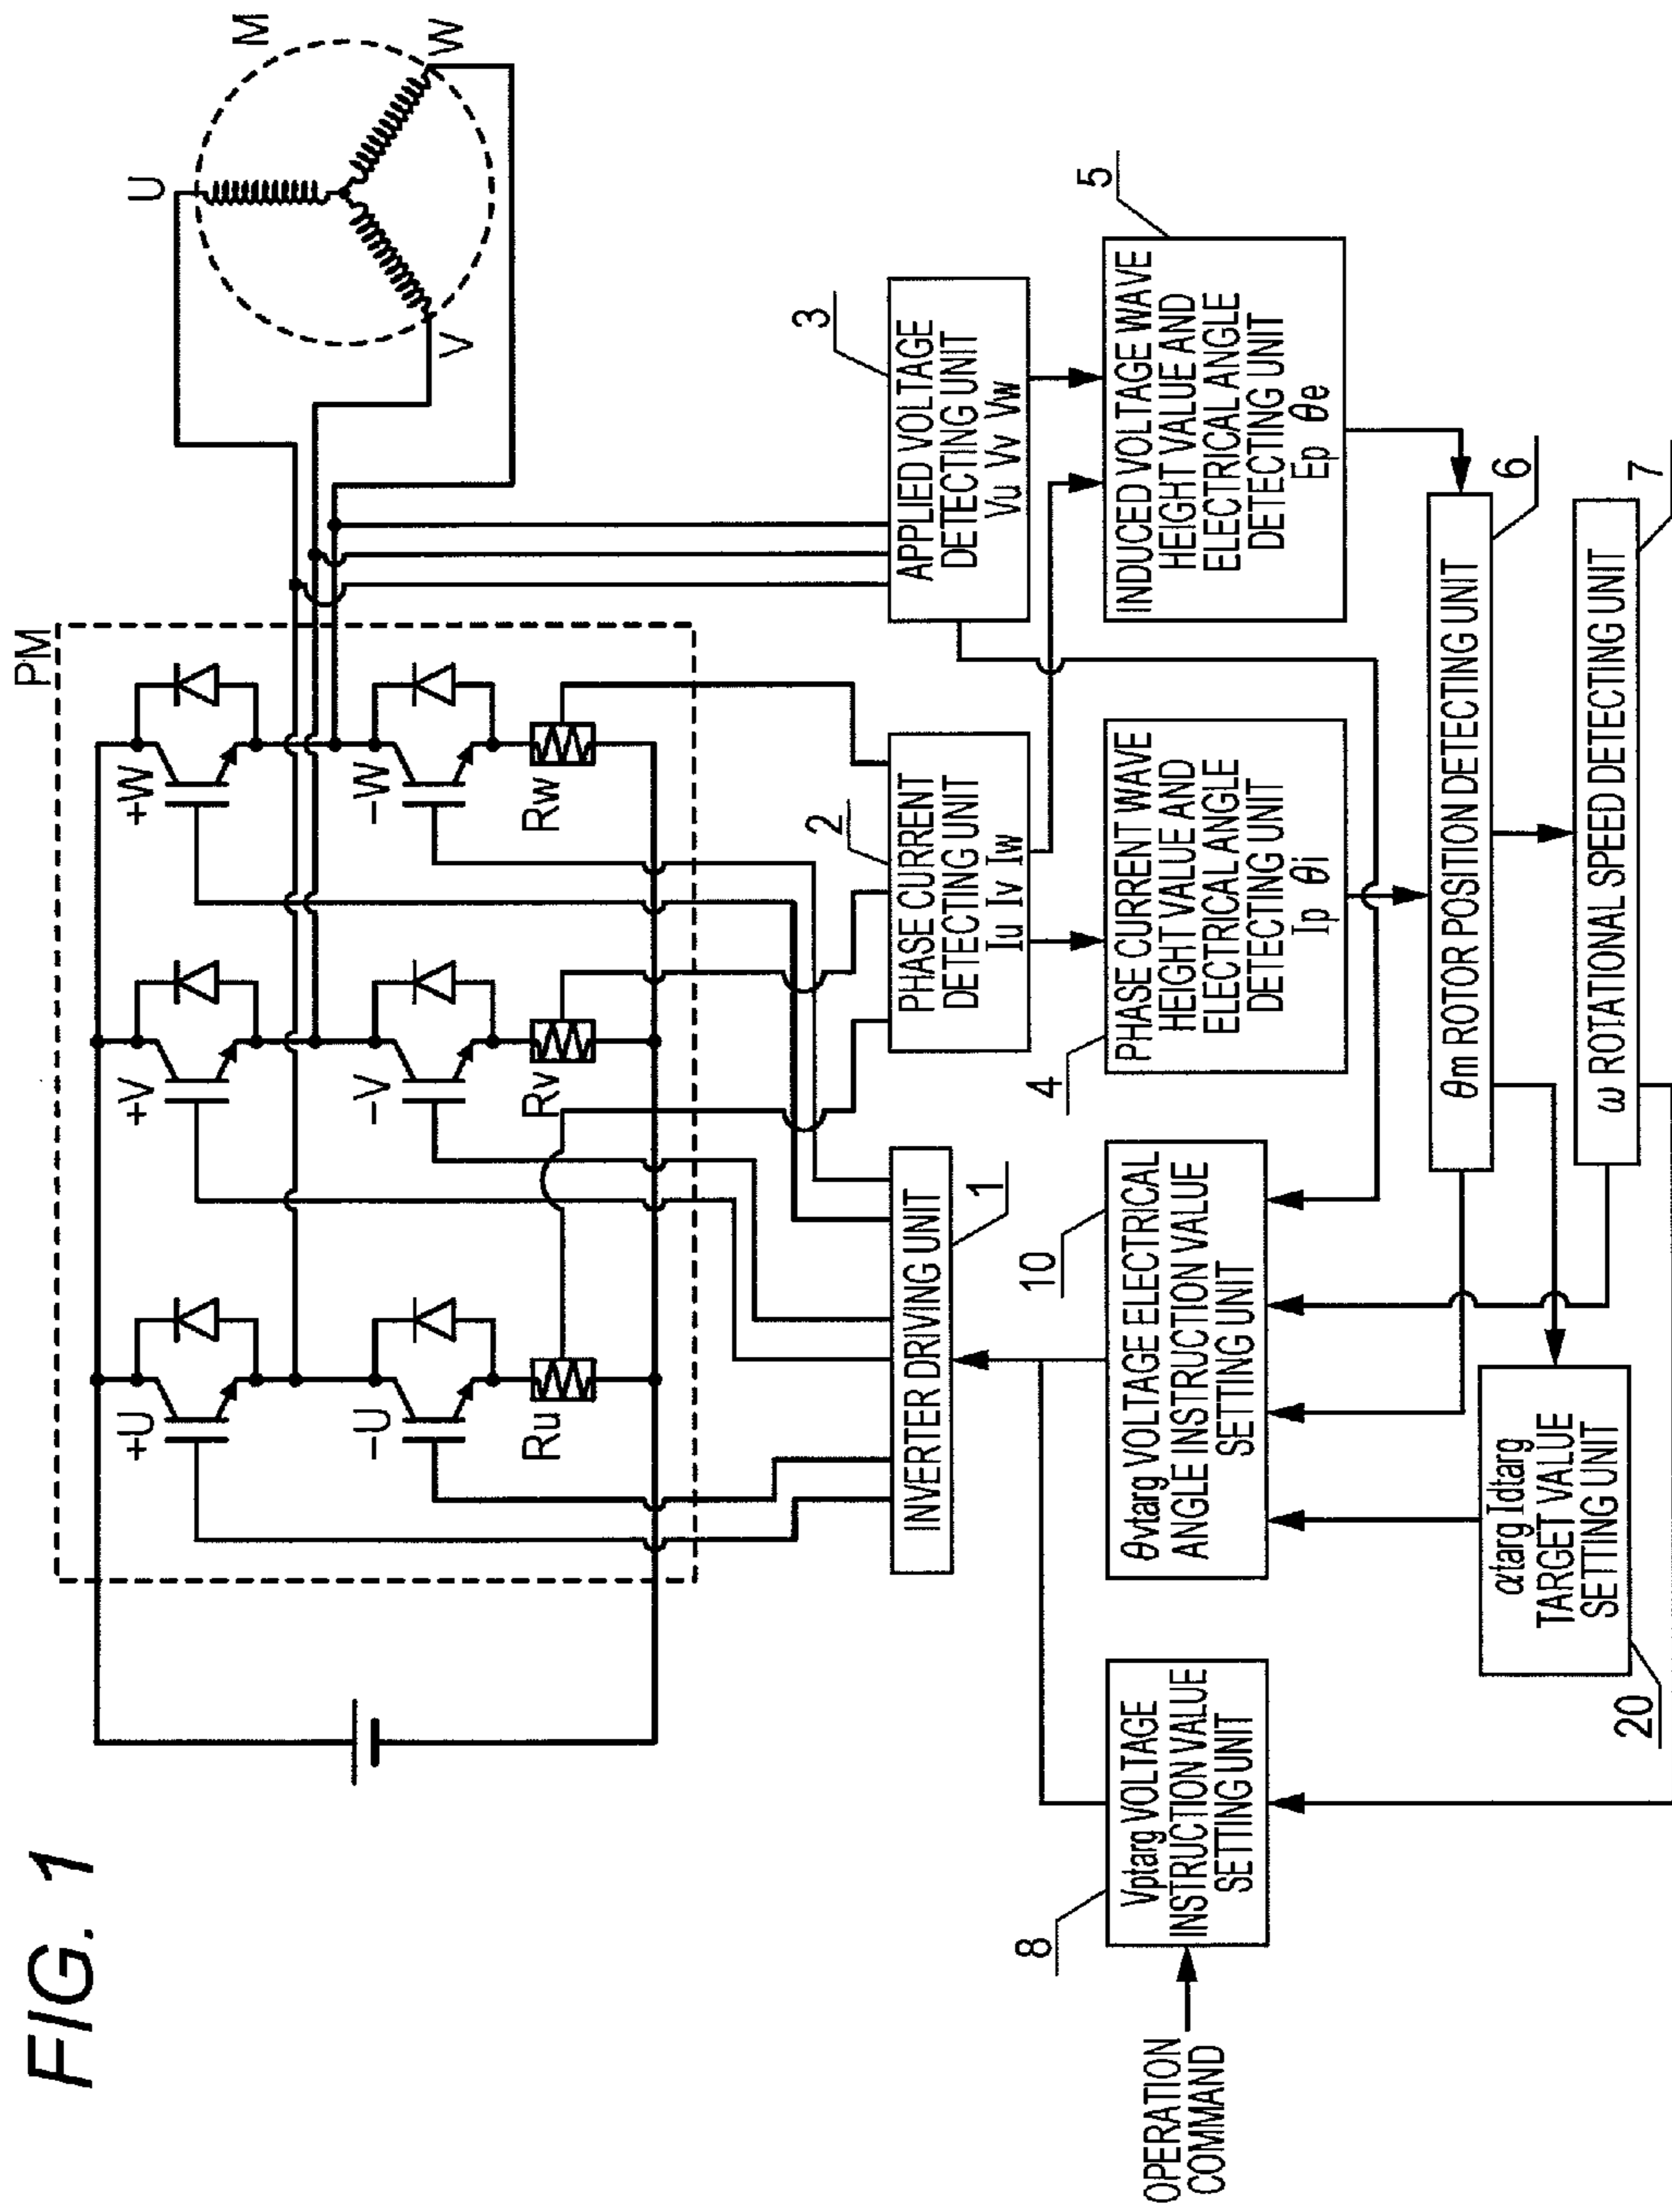 FIG. 1
PM
+U
+V
+W
−U
−V
−W
Ru
Rv
Rw
U
M
V
W
INVERTER DRIVING UNIT
1
PHASE CURRENT
DETECTING UNIT
Iu Iv Iw
2
APPLIED VOLTAGE
DETECTING UNIT
Vu Vv Vw
3
OPERATION
COMMAND
8
Vptarg VOLTAGE
INSTRUCTION VALUE
SETTING UNIT
10
θvtarg VOLTAGE ELECTRICAL
ANGLE INSTRUCTION VALUE
SETTING UNIT
4
PHASE CURRENT WAVE
HEIGHT VALUE AND
ELECTRICAL ANGLE
DETECTING UNIT
Ip θi
5
INDUCED VOLTAGE WAVE
HEIGHT VALUE AND
ELECTRICAL ANGLE
DETECTING UNIT
Ep θe
θm ROTOR POSITION DETECTING UNIT
6
αtarg Idtarg
TARGET VALUE
SETTING UNIT
20
ω ROTATIONAL SPEED DETECTING UNIT
7